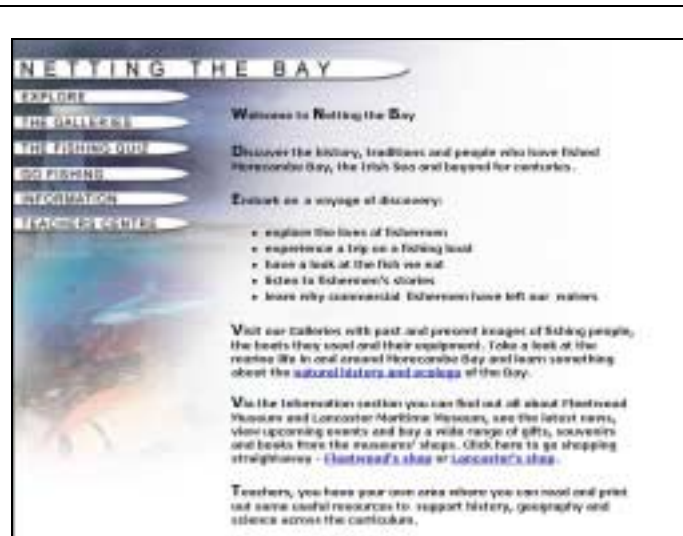 NETTING THE BAY
EXPLORE
THE GALLERIES
THE FISHING QUIZ
GO FISHING
INFORMATION
TEACHERS CENTRE
Welcome to Netting the Bay
Discover the history, traditions and people who have fished
Morecambe Bay, the Irish Sea and beyond for centuries.
Embark on a voyage of discovery:
• explore the lives of fishermen
• experience a trip on a fishing boat
• have a look at the fish we eat
• listen to fishermen's stories
• learn why commercial fishermen have left our waters
Visit our Galleries with past and present images of fishing people,
the boats they used and their equipment. Take a look at the
marine life in and around Morecambe Bay and learn something
about the natural history and ecology of the Bay.
Via the Information section you can find out all about Fleetwood
Museum and Lancaster Maritime Museum, see the latest news,
view upcoming events and buy a wide range of gifts, souvenirs
and books from the museums' shops. Click here to go shopping
straightaway - Fleetwood's shop or Lancaster's shop.
Teachers, you have your own area where you can read and print
out some useful resources to support history, geography and
science across the curriculum.